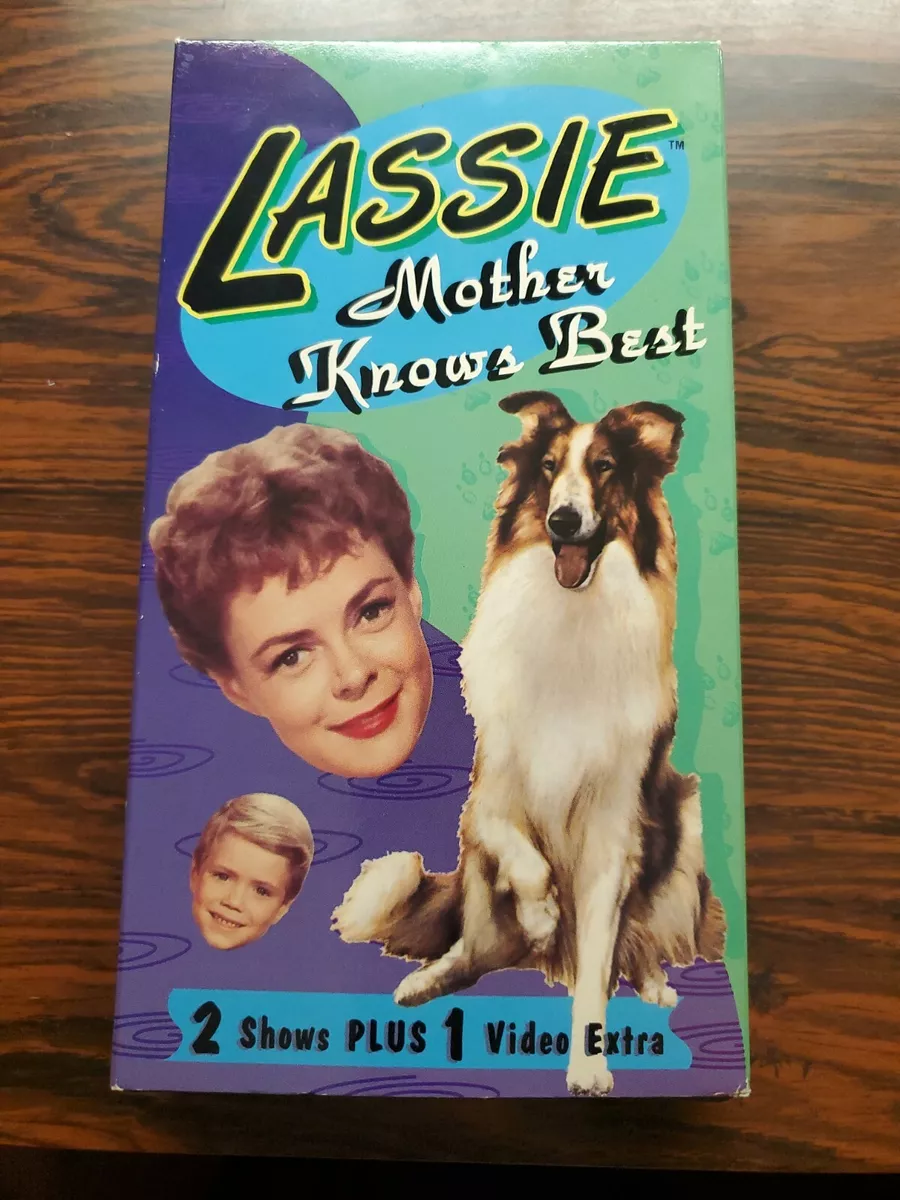 LASSIE™
Mother
Knows Best
2 Shows PLUS 1 Video Extra